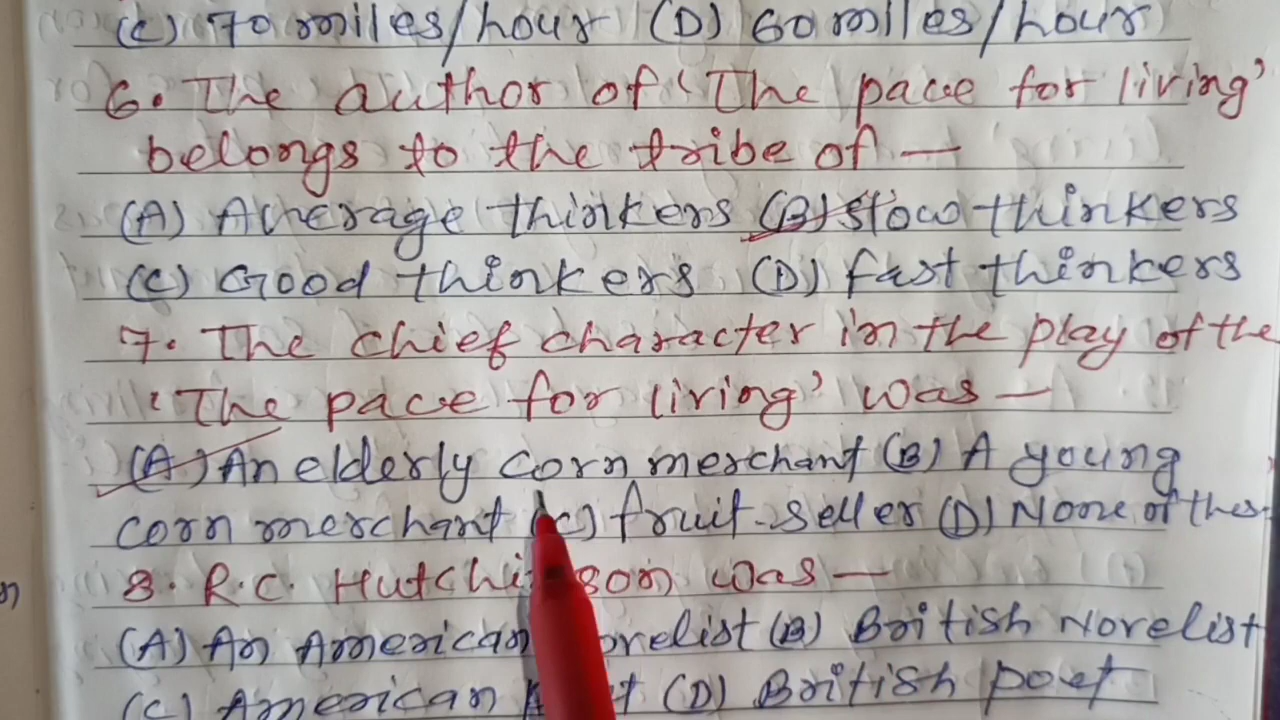 (C) 70 miles/hour (D) 60 miles/hour
6. The author of 'The pace for living'
belongs to the tribe of —
(A) Average thinkers (B) Slow thinkers
(C) Good thinkers (D) fast thinkers
7. The chief character in the play of the
'The pace for living' was —
(A) An elderly corn merchant (B) A young
corn merchant (C) fruit-seller (D) None of
8. R.C. Hutchison was —
(A) An American Novelist (B) British Novelist
(C) American (D) British poet